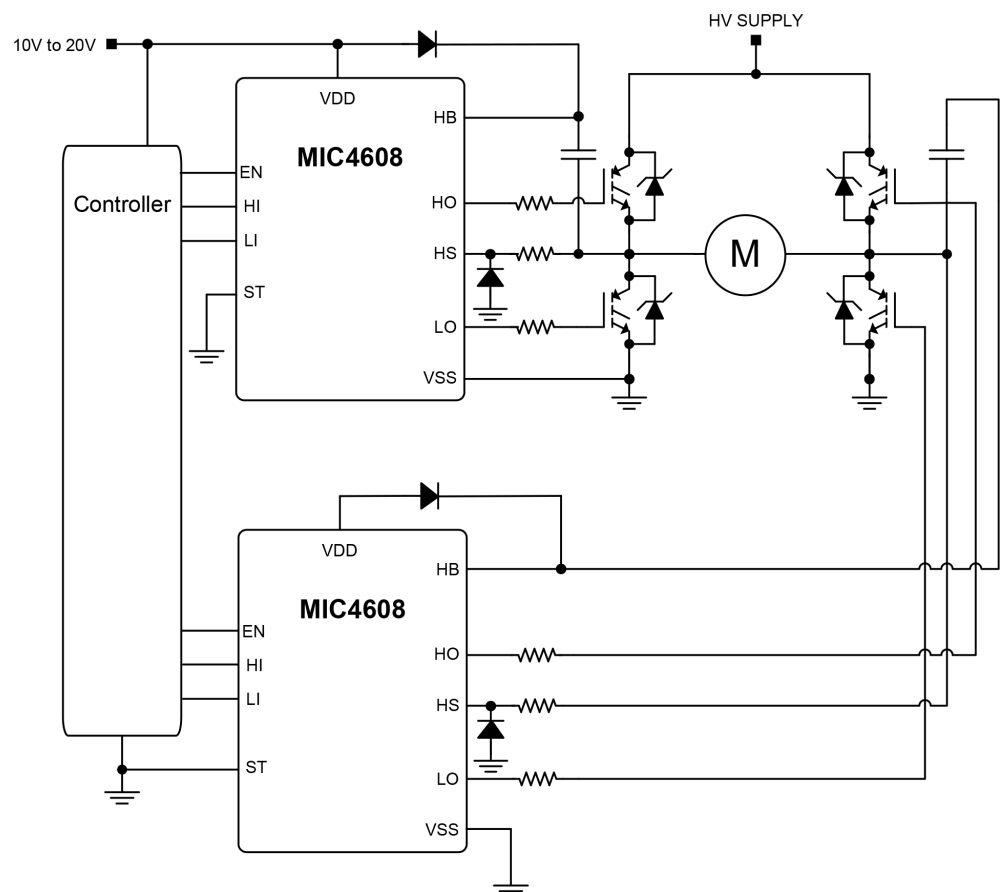 HV SUPPLY
10V to 20V
VDD
HB
MIC4608
Controller
EN
HI
HO
LI
HS
M
ST
LO
VSS
VDD
HB
MIC4608
EN
HO
HI
LI
HS
ST
LO
VSS